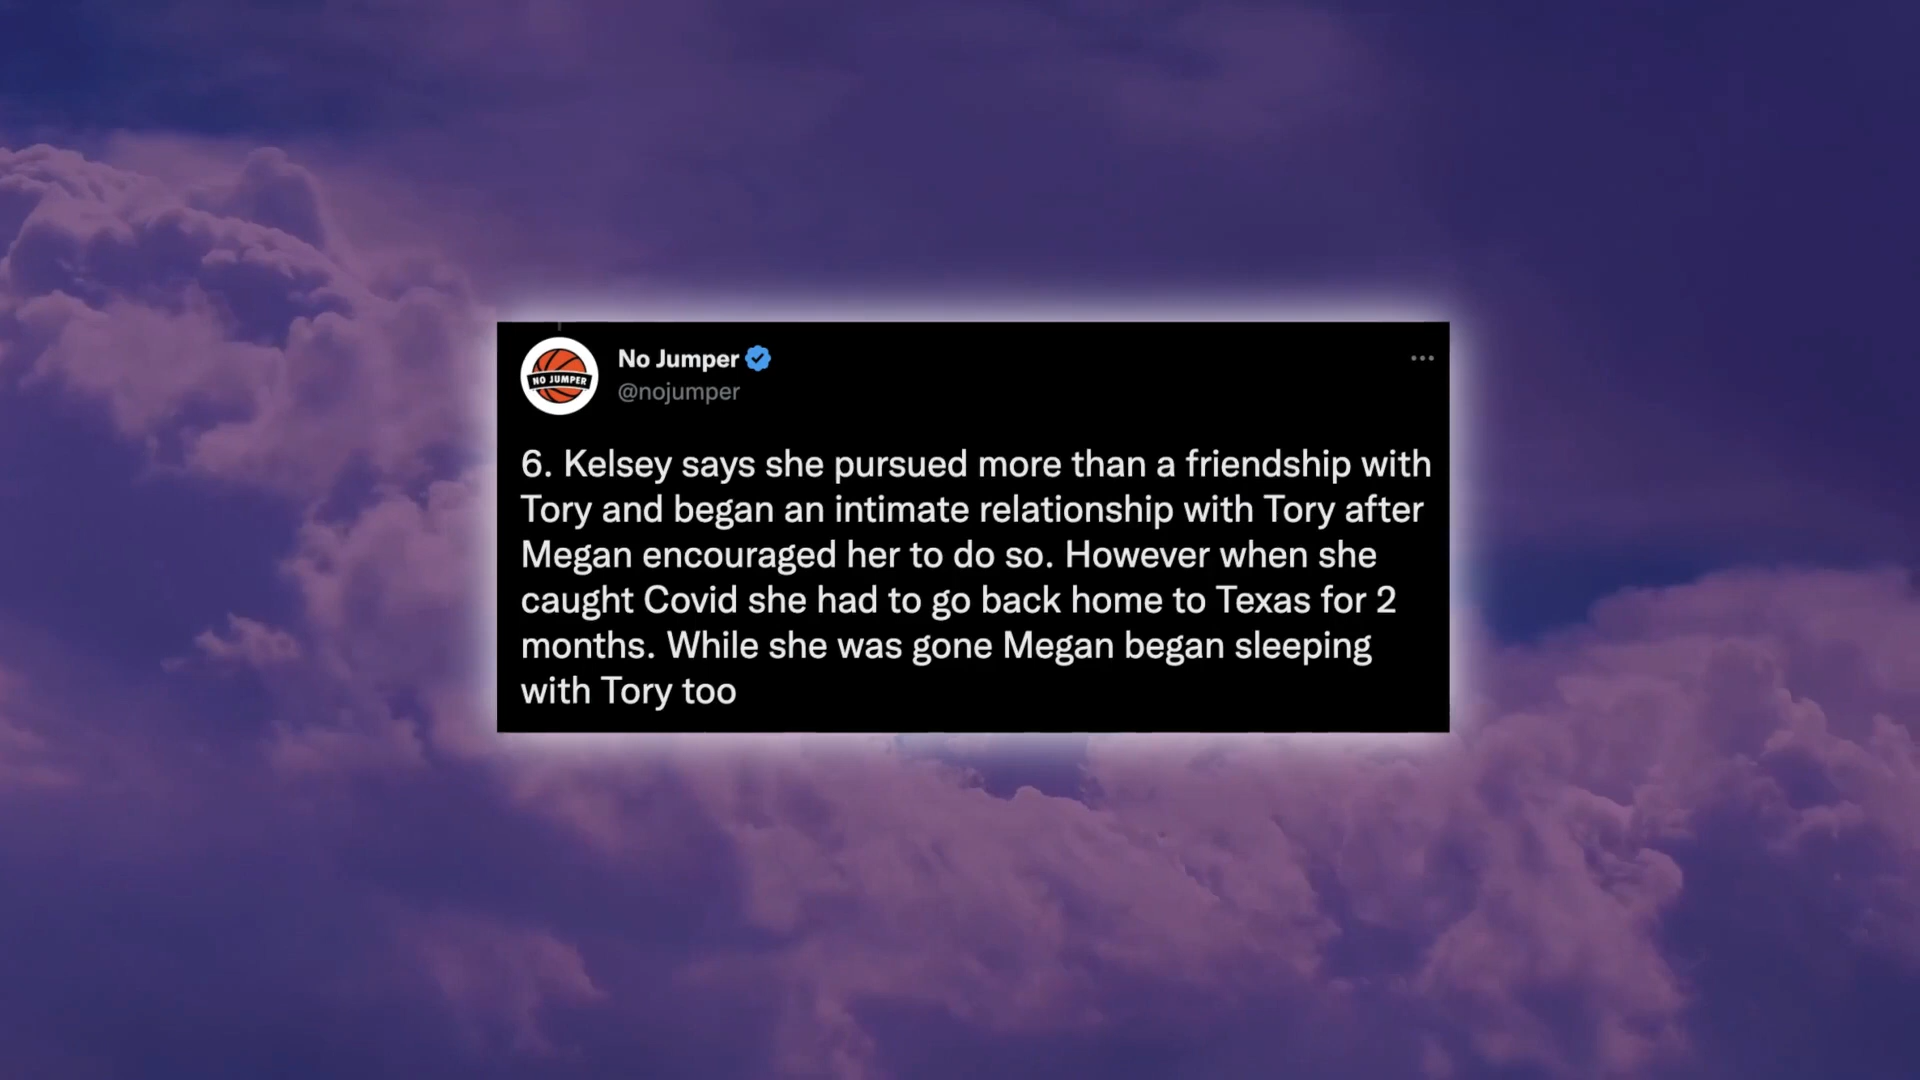 No Jumper
@nojumper
NO JUMPER
6. Kelsey says she pursued more than a friendship with
Tory and began an intimate relationship with Tory after
Megan encouraged her to do so. However when she
caught Covid she had to go back home to Texas for 2
months. While she was gone Megan began sleeping
with Tory too